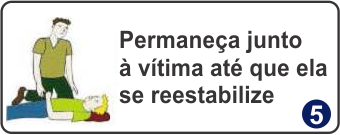 Permaneça junto
à vítima até que ela
se reestabilize
5